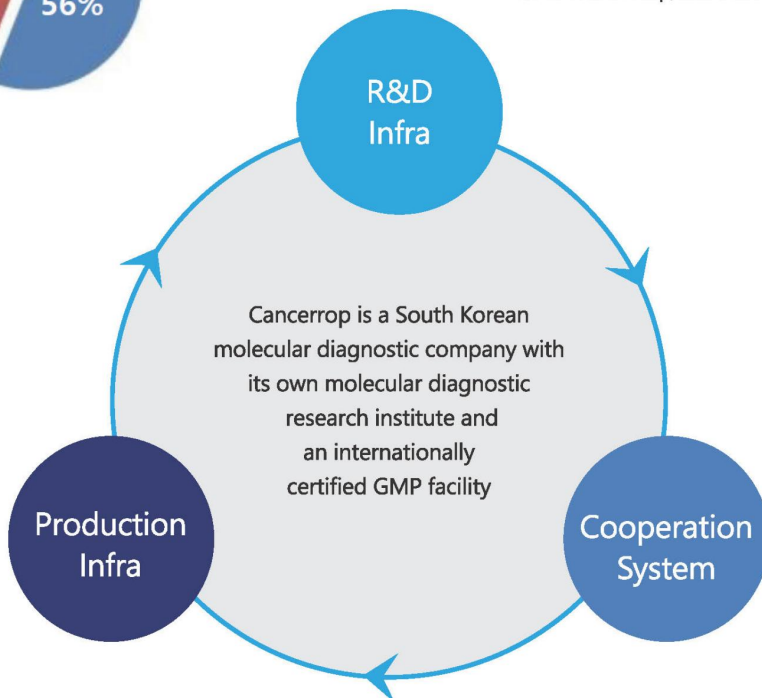 56%
R&D
Infra
Cancerrop is a South Korean
molecular diagnostic company with
its own molecular diagnostic
research institute and
an internationally
certified GMP facility
Production
Infra
Cooperation
System